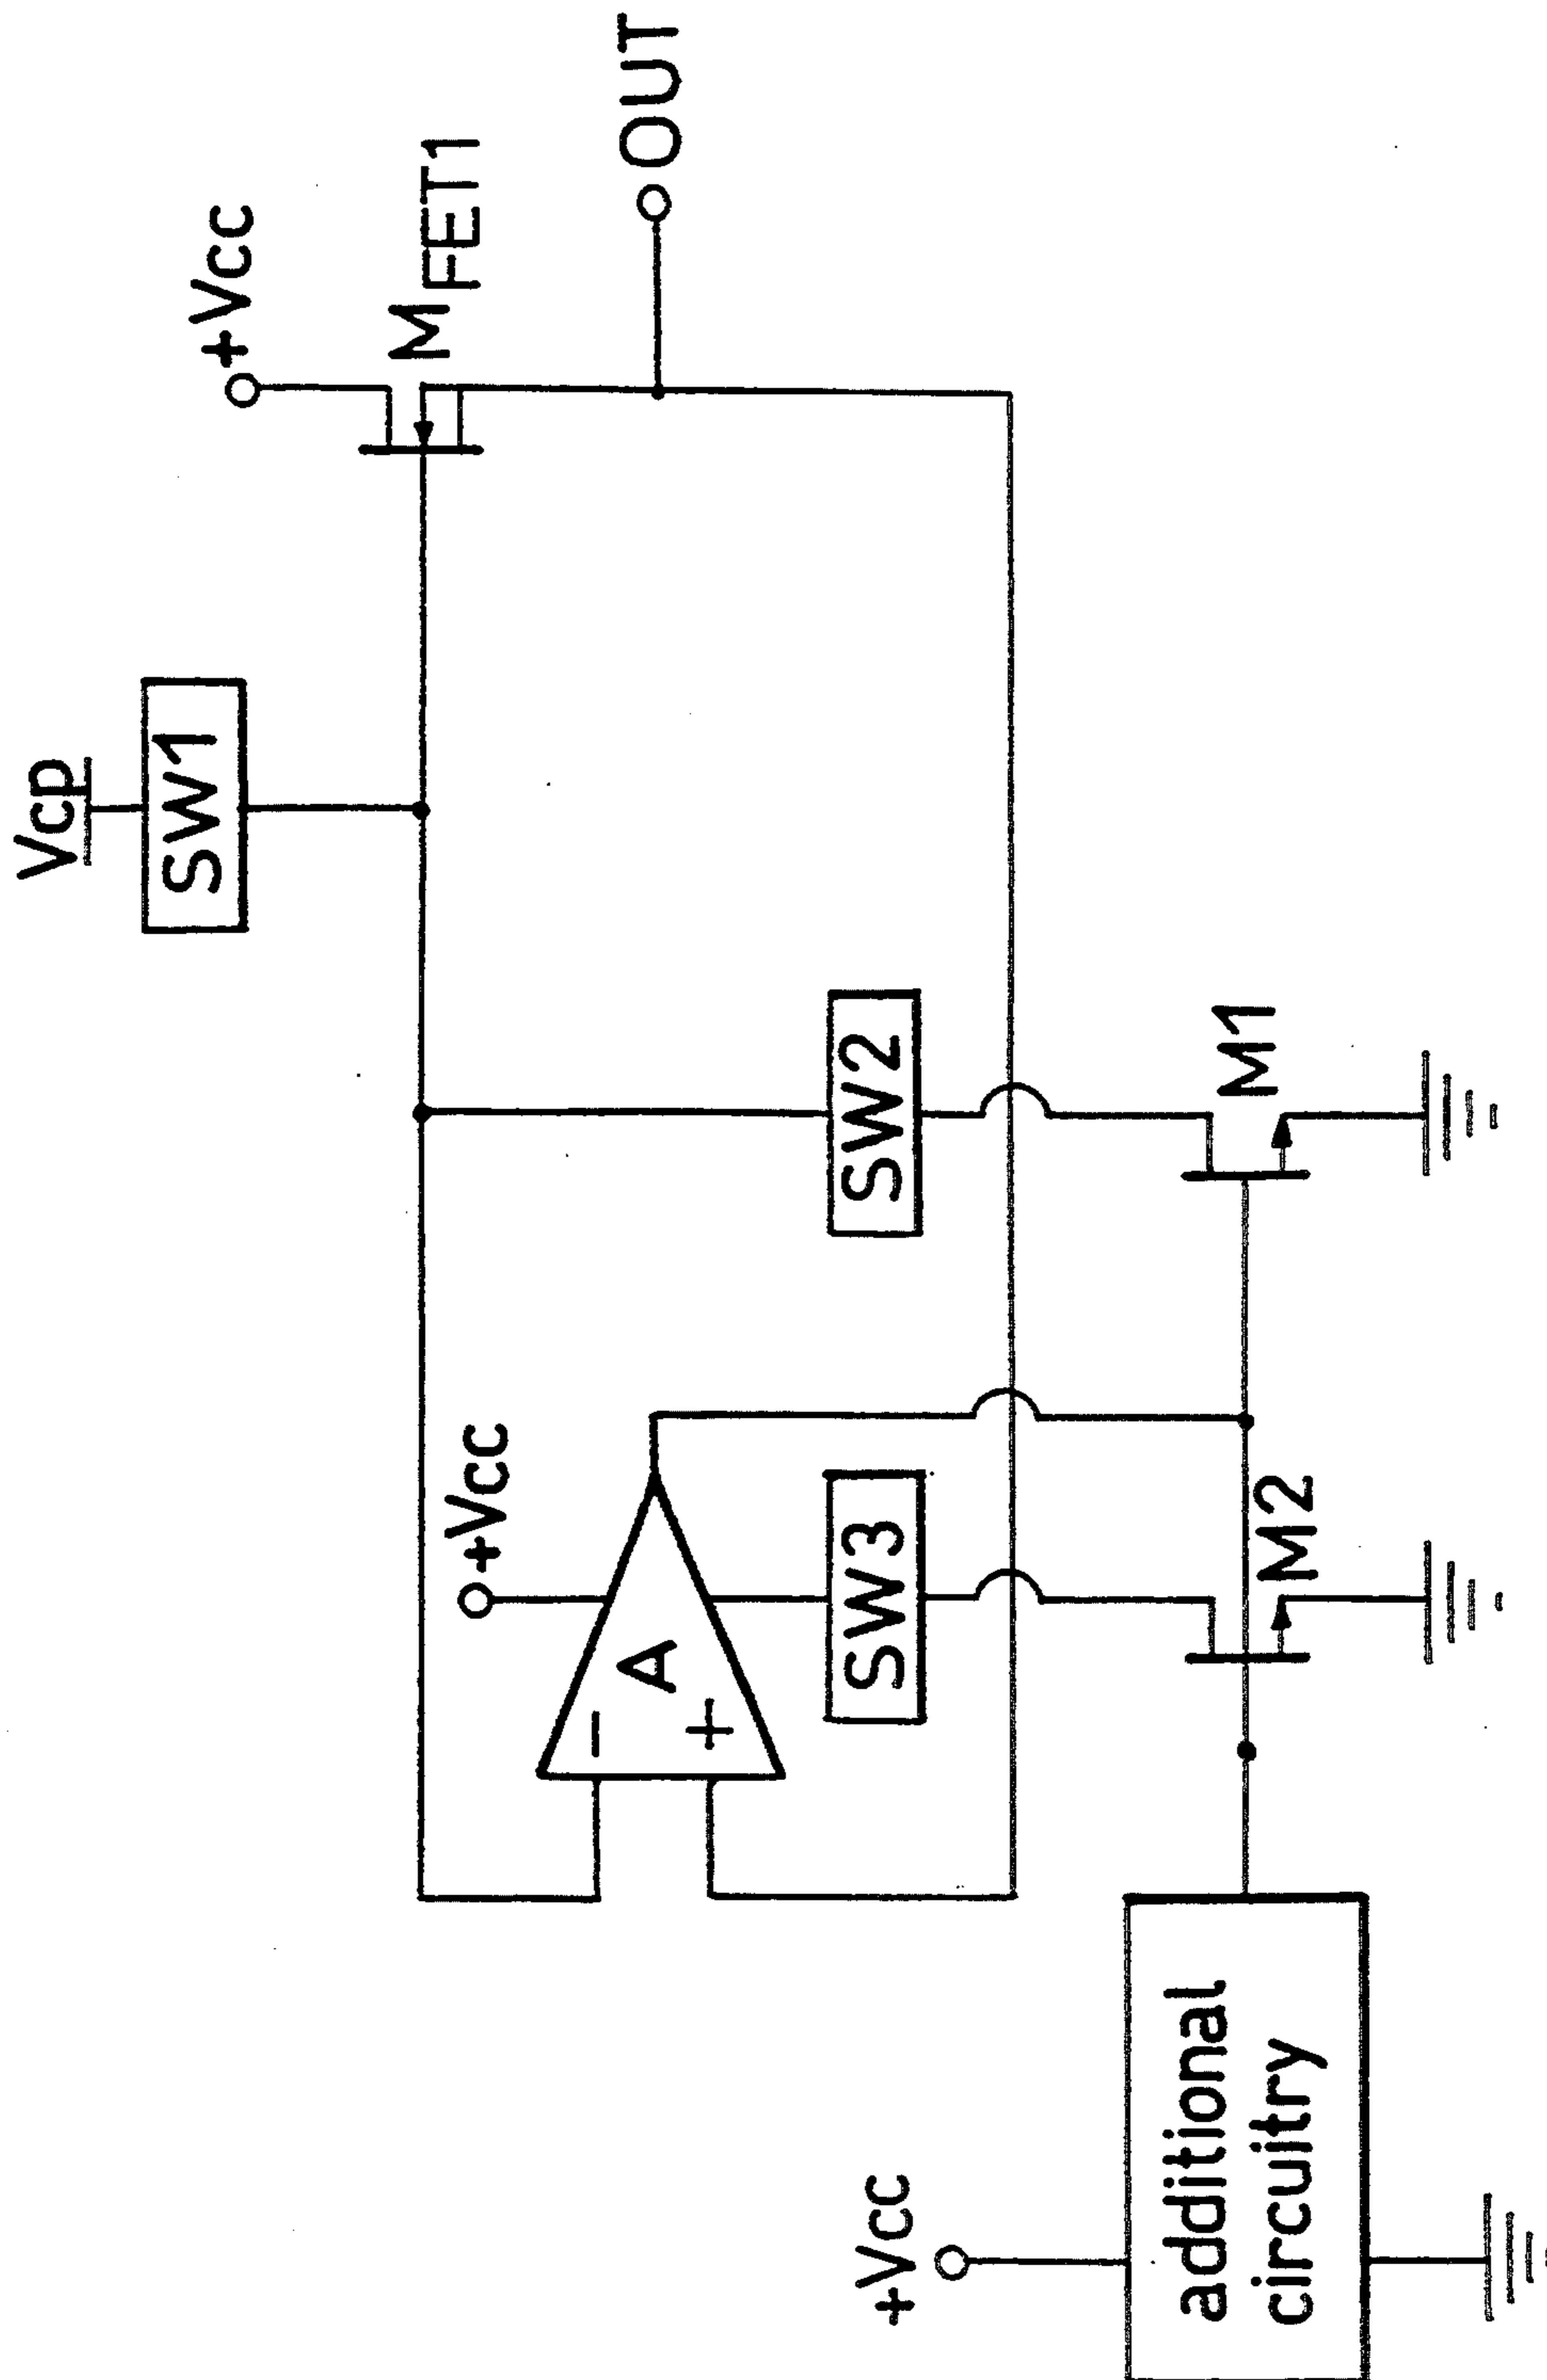 Vcp
SW1
+Vcc
MFET1
OUT
+Vcc
−
A
+
SW3
SW2
M2
M1
+Vcc
additional
circuitry